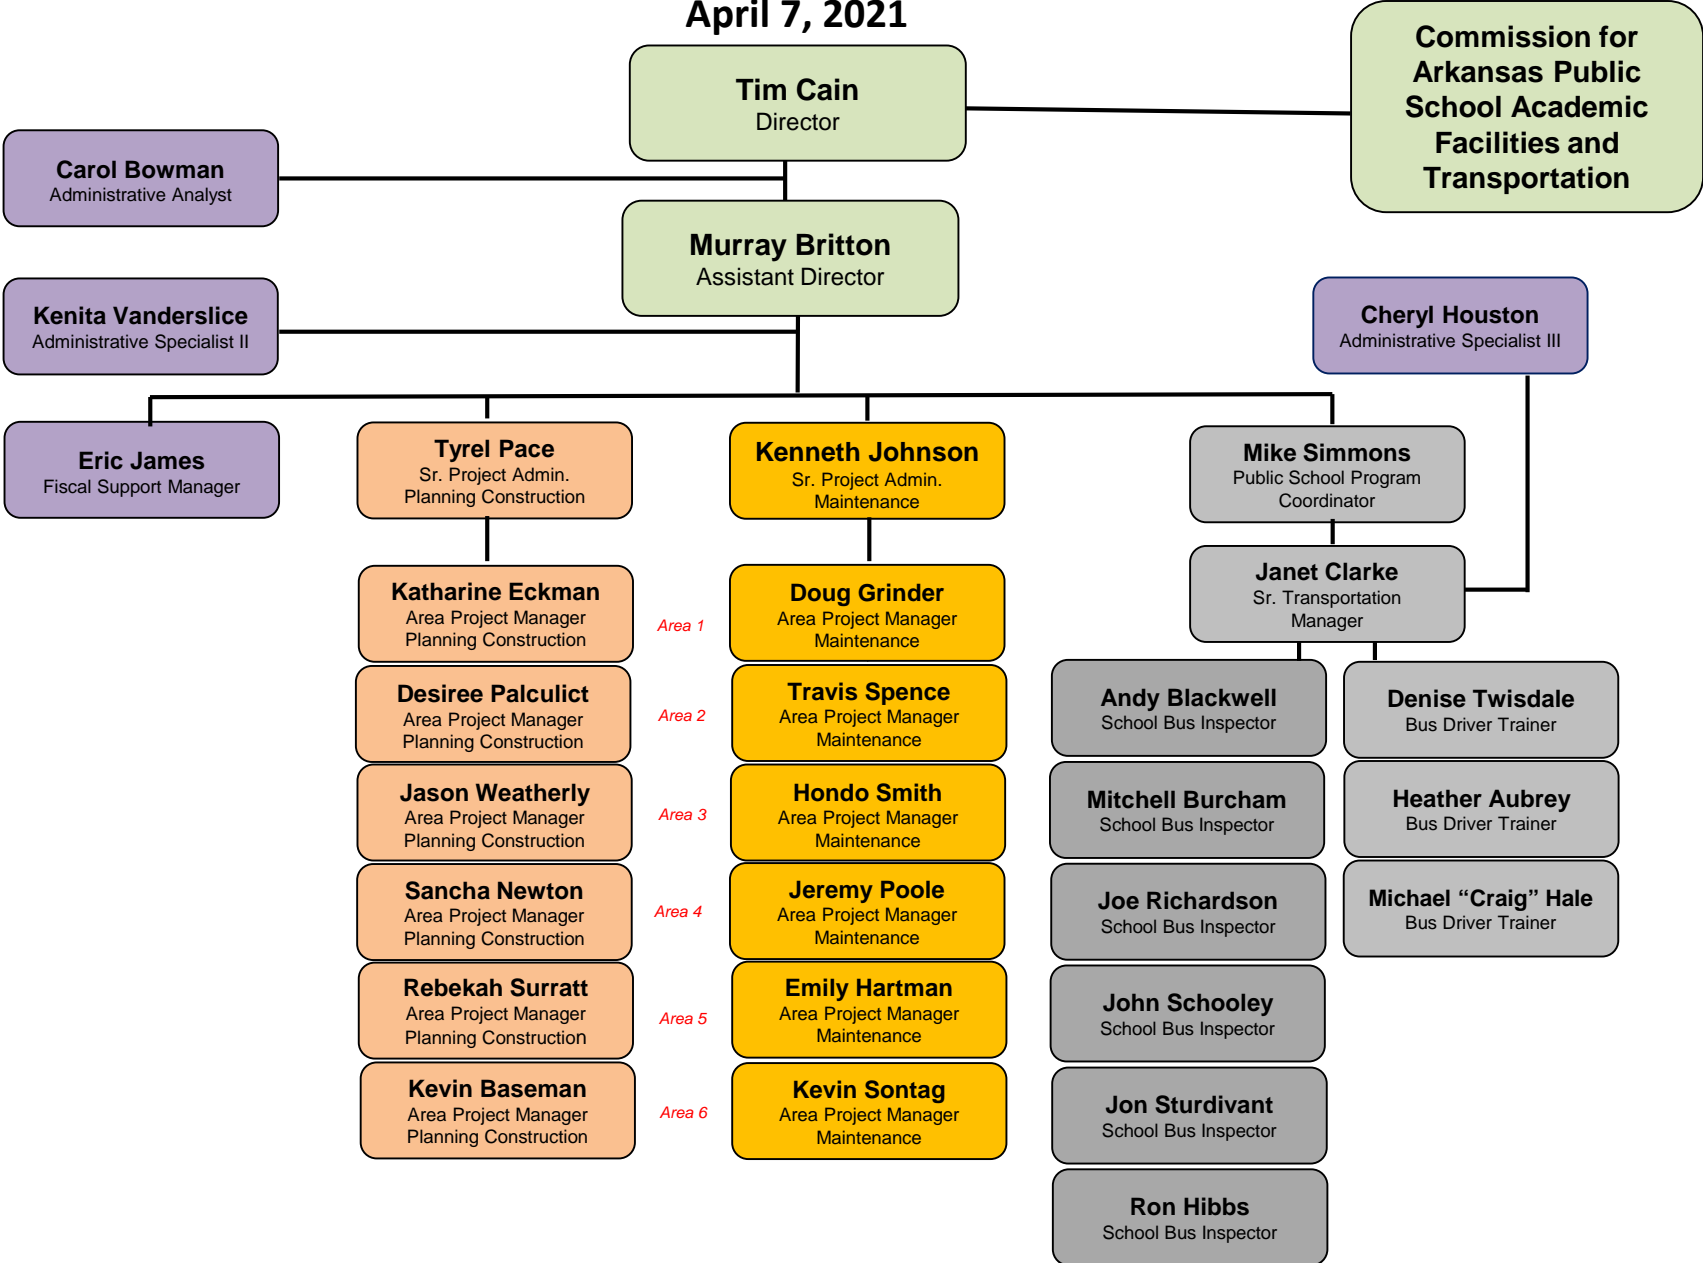 April 7, 2021
Tim Cain
Director
Commission for
Arkansas Public
School Academic
Facilities and
Transportation
Carol Bowman
Administrative Analyst
Murray Britton
Assistant Director
Kenita Vanderslice
Administrative Specialist II
Cheryl Houston
Administrative Specialist III
Eric James
Fiscal Support Manager
Tyrel Pace
Sr. Project Admin.
Planning Construction
Kenneth Johnson
Sr. Project Admin.
Maintenance
Mike Simmons
Public School Program
Coordinator
Janet Clarke
Sr. Transportation
Manager
Katharine Eckman
Area Project Manager
Planning Construction
Area 1
Doug Grinder
Area Project Manager
Maintenance
Desiree Palculict
Area Project Manager
Planning Construction
Area 2
Travis Spence
Area Project Manager
Maintenance
Jason Weatherly
Area Project Manager
Planning Construction
Area 3
Hondo Smith
Area Project Manager
Maintenance
Sancha Newton
Area Project Manager
Planning Construction
Area 4
Jeremy Poole
Area Project Manager
Maintenance
Rebekah Surratt
Area Project Manager
Planning Construction
Area 5
Emily Hartman
Area Project Manager
Maintenance
Kevin Baseman
Area Project Manager
Planning Construction
Area 6
Kevin Sontag
Area Project Manager
Maintenance
Andy Blackwell
School Bus Inspector
Mitchell Burcham
School Bus Inspector
Joe Richardson
School Bus Inspector
John Schooley
School Bus Inspector
Jon Sturdivant
School Bus Inspector
Ron Hibbs
School Bus Inspector
Denise Twisdale
Bus Driver Trainer
Heather Aubrey
Bus Driver Trainer
Michael “Craig” Hale
Bus Driver Trainer